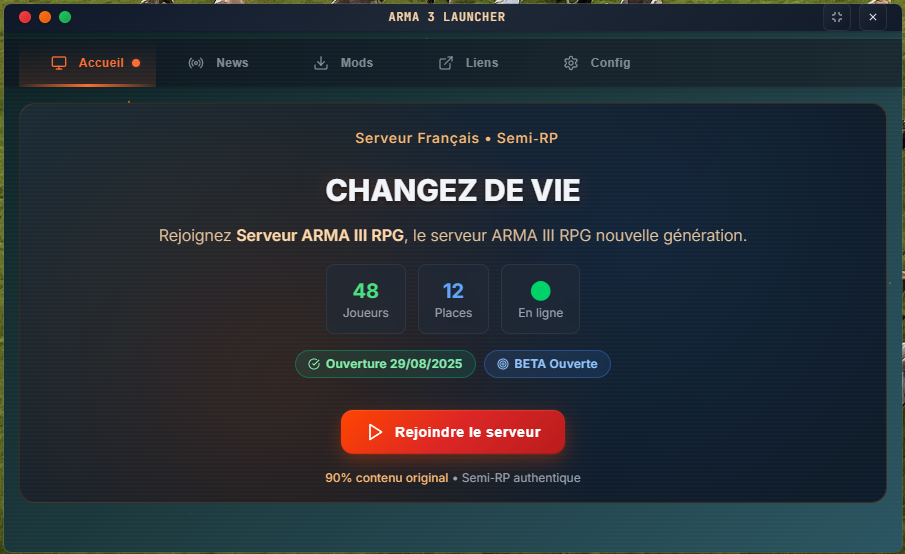 ARMA 3 LAUNCHER
Accueil News Mods Liens Config
Serveur Français • Semi-RP
CHANGEZ DE VIE
Rejoignez Serveur ARMA III RPG, le serveur ARMA III RPG nouvelle génération.
48 12
Joueurs Places En ligne
Ouverture 29/08/2025 BETA Ouverte
Rejoindre le serveur
90% contenu original • Semi-RP authentique